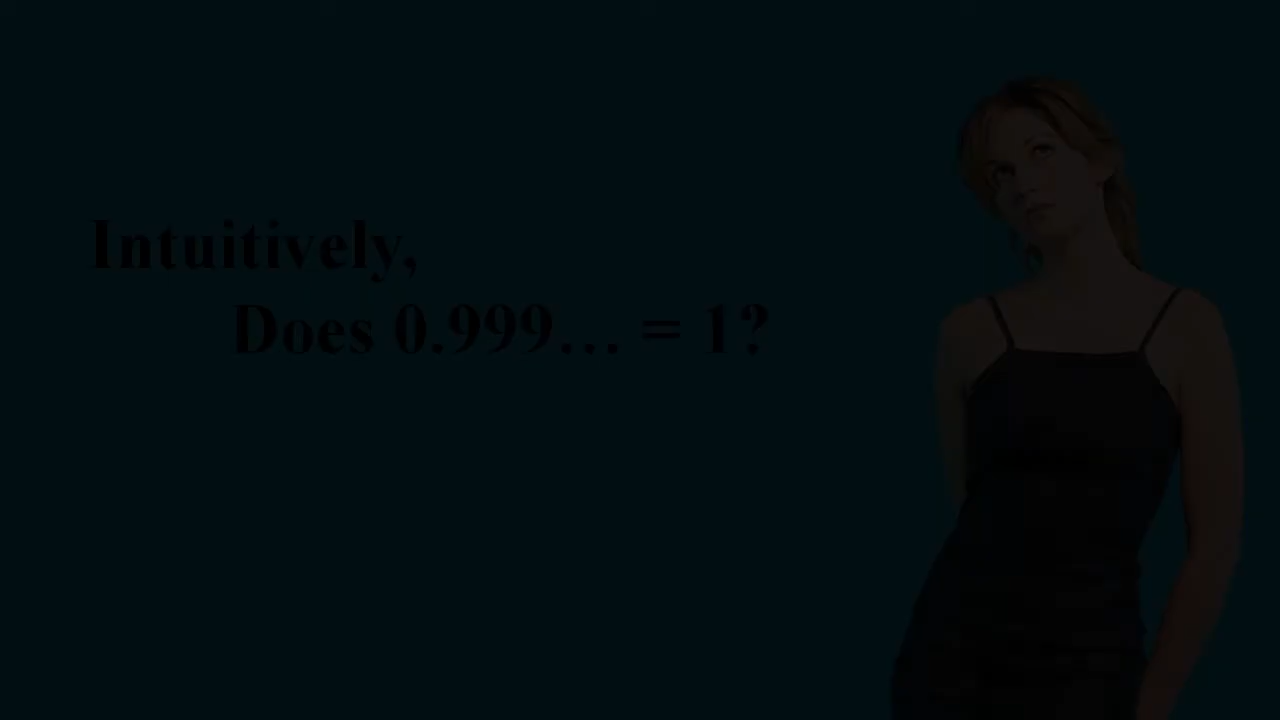 Intuitively,
Does 0.999... = 1?